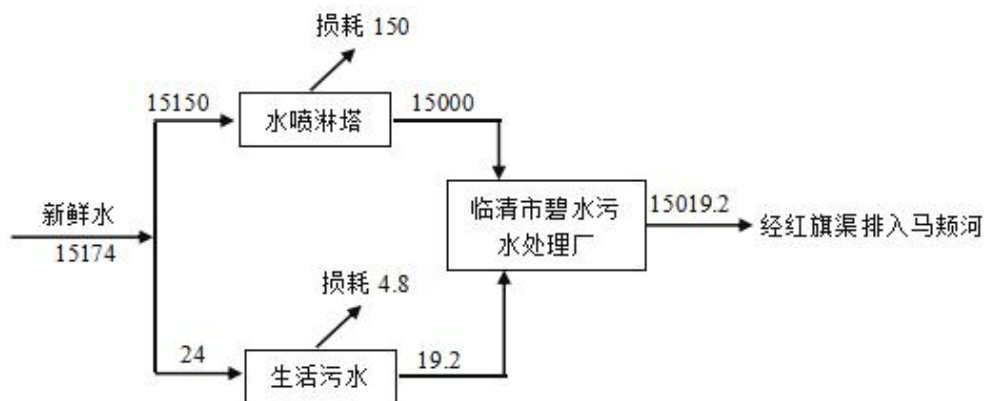 损耗 150
15150
水喷淋塔
15000
新鲜水
15174
临清市碧水污
水处理厂
15019.2
经红旗渠排入马颊河
损耗 4.8
24
生活污水
19.2